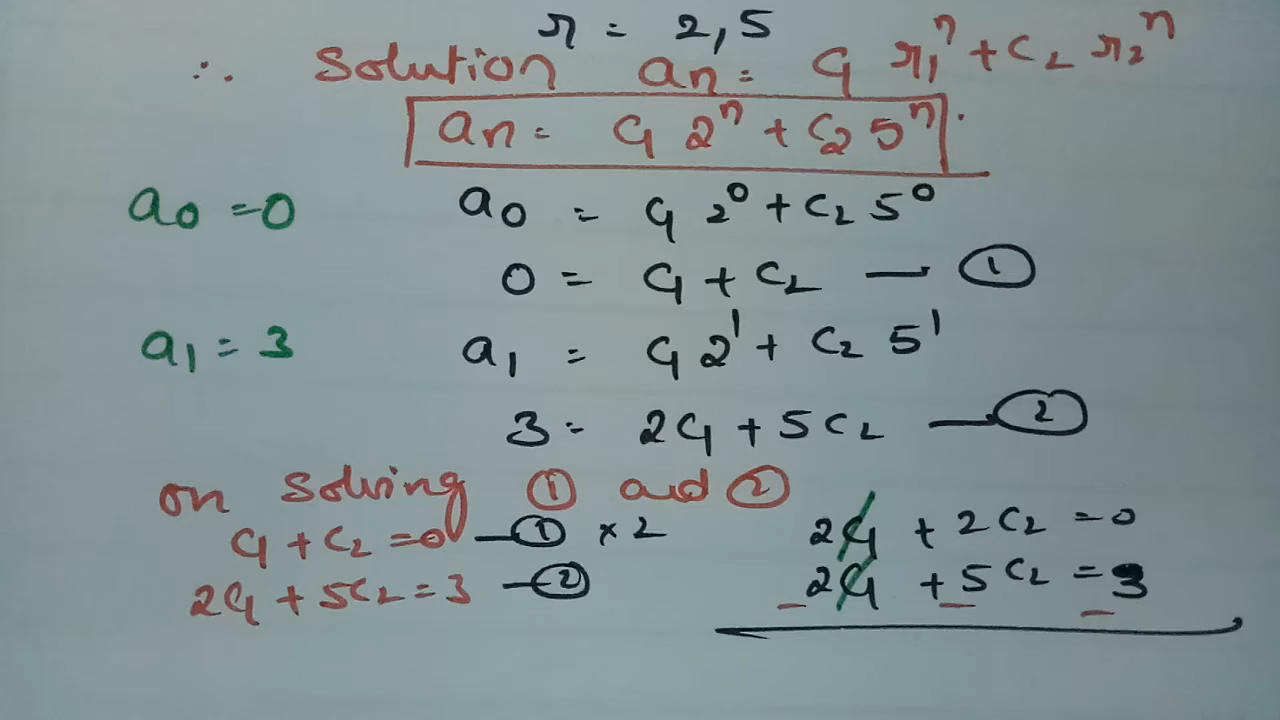 r = 2, 5
∴ Solution an = C1 r1^n + C2 r2^n
an = C1 2^n + C2 5^n.
a0 = 0 a0 = C1 2^0 + C2 5^0
0 = C1 + C2 — ①
a1 = 3 a1 = C1 2^1 + C2 5^1
3 = 2C1 + 5C2 — ②
on solving ① and ②
C1 + C2 = 0 — ① × 2 2C1 + 2C2 = 0
2C1 + 5C2 = 3 — ② 2C1 + 5C2 = 3
- - -